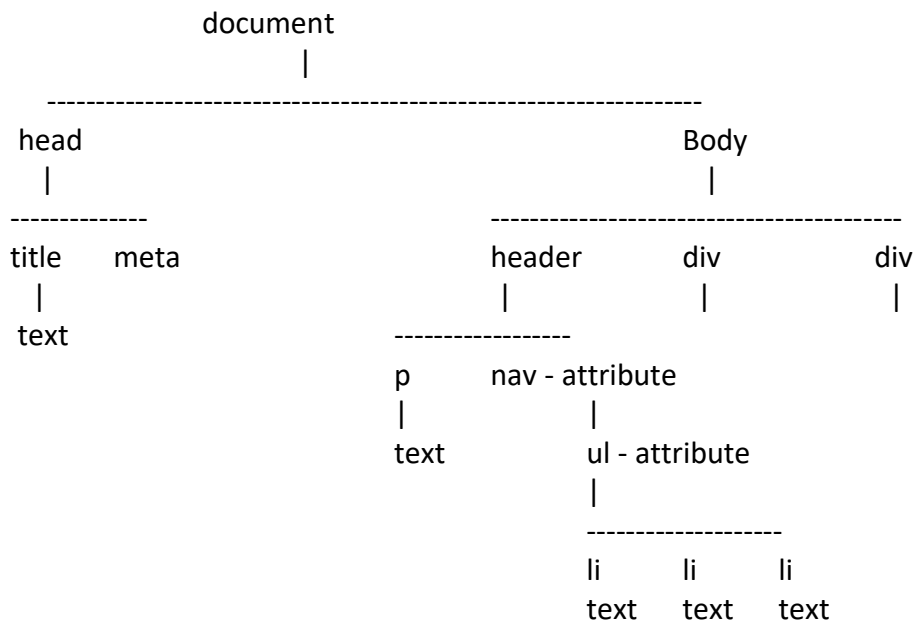 document
|
-------------------------------------------------------------------
head Body
| |
-------------- ------------------------------------------
title meta header div div
| | | |
text ------------------
p nav - attribute
| |
text ul - attribute
|
--------------------
li li li
text text text